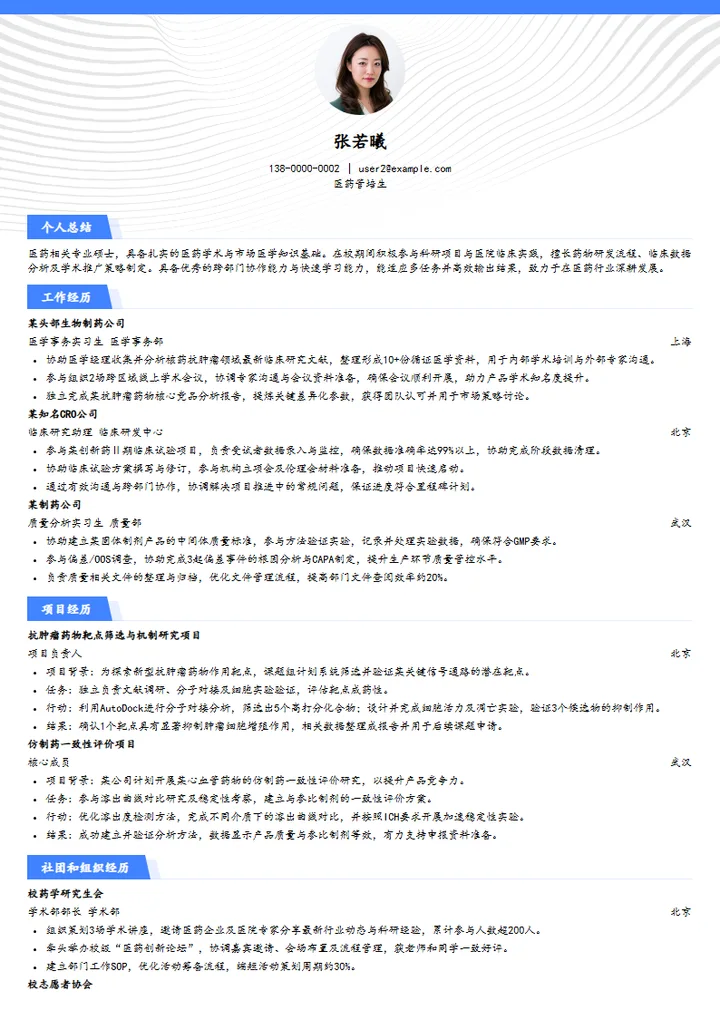 张若曦
138-0000-0002 | user2@example.com
医药管培生
个人总结
医药相关专业硕士，具备扎实的医药学术与市场医学知识基础。在校期间积极参与科研项目与医院临床实践，擅长药物研发流程、临床数据
分析及学术推广策略制定。具备优秀的跨部门协作能力与快速学习能力，能适应多任务并高效输出结果，致力于在医药行业深耕发展。
工作经历
某头部生物制药公司
医学事务实习生 医学事务部 上海
• 协助医学经理收集并分析核药抗肿瘤领域最新临床研究文献，整理形成10+份循证医学资料，用于内部学术培训与外部专家沟通。
• 参与组织2场跨区域线上学术会议，协调专家沟通与会议资料准备，确保会议顺利开展，助力产品学术知名度提升。
• 独立完成某抗肿瘤药物核心竞品分析报告，提炼关键差异化参数，获得团队认可并用于市场策略讨论。
某知名CRO公司
临床研究助理 临床研发中心 北京
• 参与某创新药Ⅱ期临床试验项目，负责受试者数据录入与监控，确保数据准确率达99%以上，协助完成阶段数据清理。
• 协助临床试验方案撰写与修订，参与机构立项会及伦理会材料准备，推动项目快速启动。
• 通过有效沟通与跨部门协作，协调解决项目推进中的常规问题，保证进度符合里程碑计划。
某制药公司
质量分析实习生 质量部 武汉
• 协助建立某固体制剂产品的中间体质量标准，参与方法验证实验，记录并处理实验数据，确保符合GMP要求。
• 参与偏差/OOS调查，协助完成3起偏差事件的根因分析与CAPA制定，提升生产环节质量管控水平。
• 负责质量相关文件的整理与归档，优化文件管理流程，提高部门文件查阅效率约20%。
项目经历
抗肿瘤药物靶点筛选与机制研究项目
项目负责人 北京
• 项目背景：为探索新型抗肿瘤药物作用靶点，课题组计划系统筛选并验证某关键信号通路的潜在靶点。
• 任务：独立负责文献调研、分子对接及细胞实验验证，评估靶点成药性。
• 行动：利用AutoDock进行分子对接分析，筛选出5个高打分化合物；设计并完成细胞活力及凋亡实验，验证3个候选物的抑制作用。
• 结果：确认1个靶点具有显著抑制肿瘤细胞增殖作用，相关数据整理成报告并用于后续课题申请。
仿制药一致性评价项目
核心成员 武汉
• 项目背景：某公司计划开展某心血管药物的仿制药一致性评价研究，以提升产品竞争力。
• 任务：参与溶出曲线对比研究及稳定性考察，建立与参比制剂的一致性评价方案。
• 行动：优化溶出度检测方法，完成不同介质下的溶出曲线对比，并按照ICH要求开展加速稳定性实验。
• 结果：成功建立并验证分析方法，数据显示产品质量与参比制剂等效，有力支持申报资料准备。
社团和组织经历
校药学研究生会
学术部部长 学术部 北京
• 组织策划3场学术讲座，邀请医药企业及医院专家分享最新行业动态与科研经验，累计参与人数超200人。
• 牵头举办校级“医药创新论坛”，协调嘉宾邀请、会场布置及流程管理，获老师和同学一致好评。
• 建立部门工作SOP，优化活动筹备流程，缩短活动策划周期约30%。
校志愿者协会